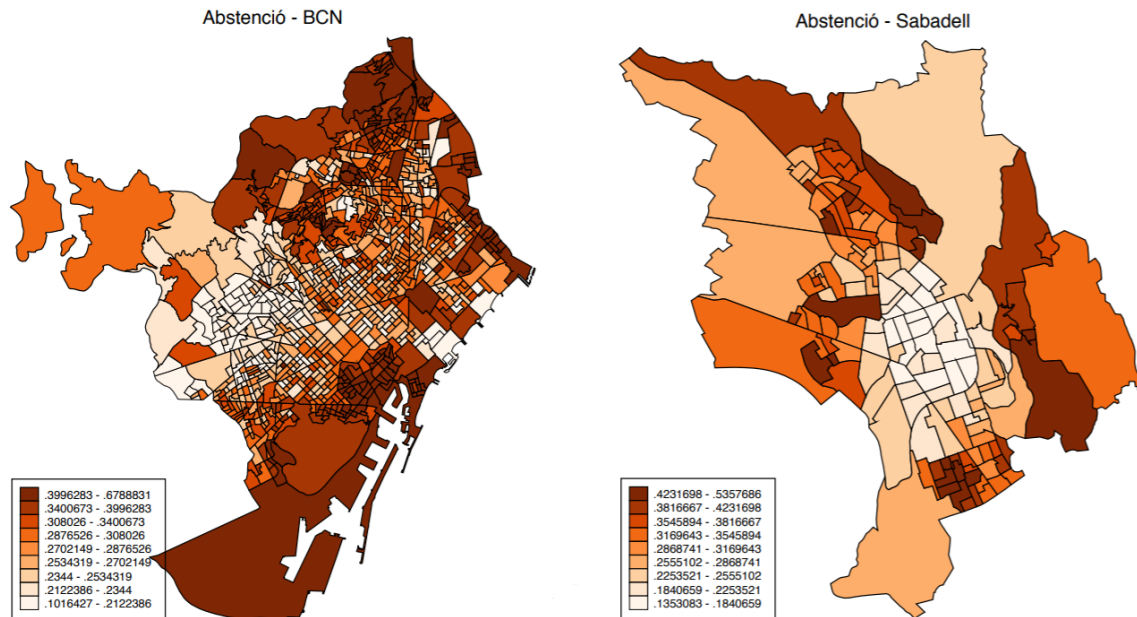 Abstenció - BCN
.3996283 - .6788831
.3400673 - .3996283
.308026 - .3400673
.2876526 - .308026
.2702149 - .2876526
.2534319 - .2702149
.2344 - .2534319
.2122386 - .2344
.1016427 - .2122386
Abstenció - Sabadell
.4231698 - .5357686
.3816667 - .4231698
.3545894 - .3816667
.3169643 - .3545894
.2868741 - .3169643
.2555102 - .2868741
.2253521 - .2555102
.1840659 - .2253521
.1353083 - .1840659